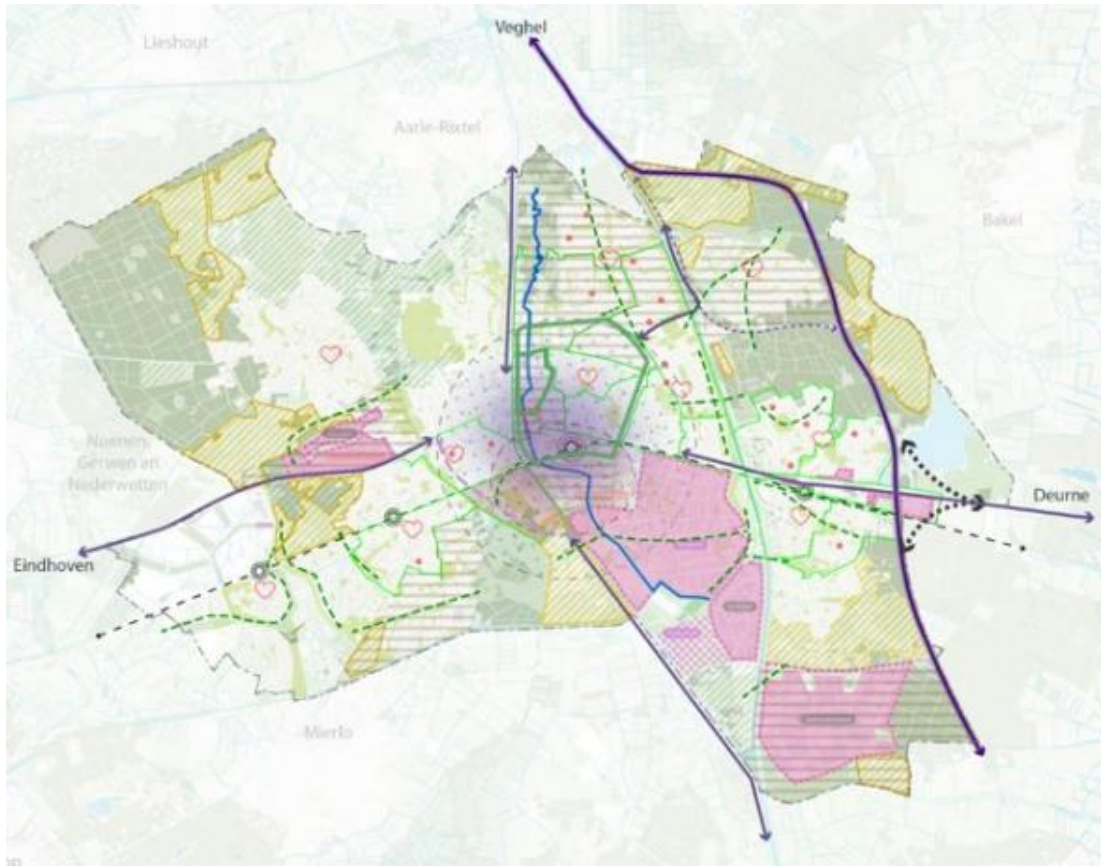 Veghel
Lieshout
Aarle-Rixtel
Bakel
Nuenen,
Gerwen en
Nederwetten
Deurne
Eindhoven
Mierlo